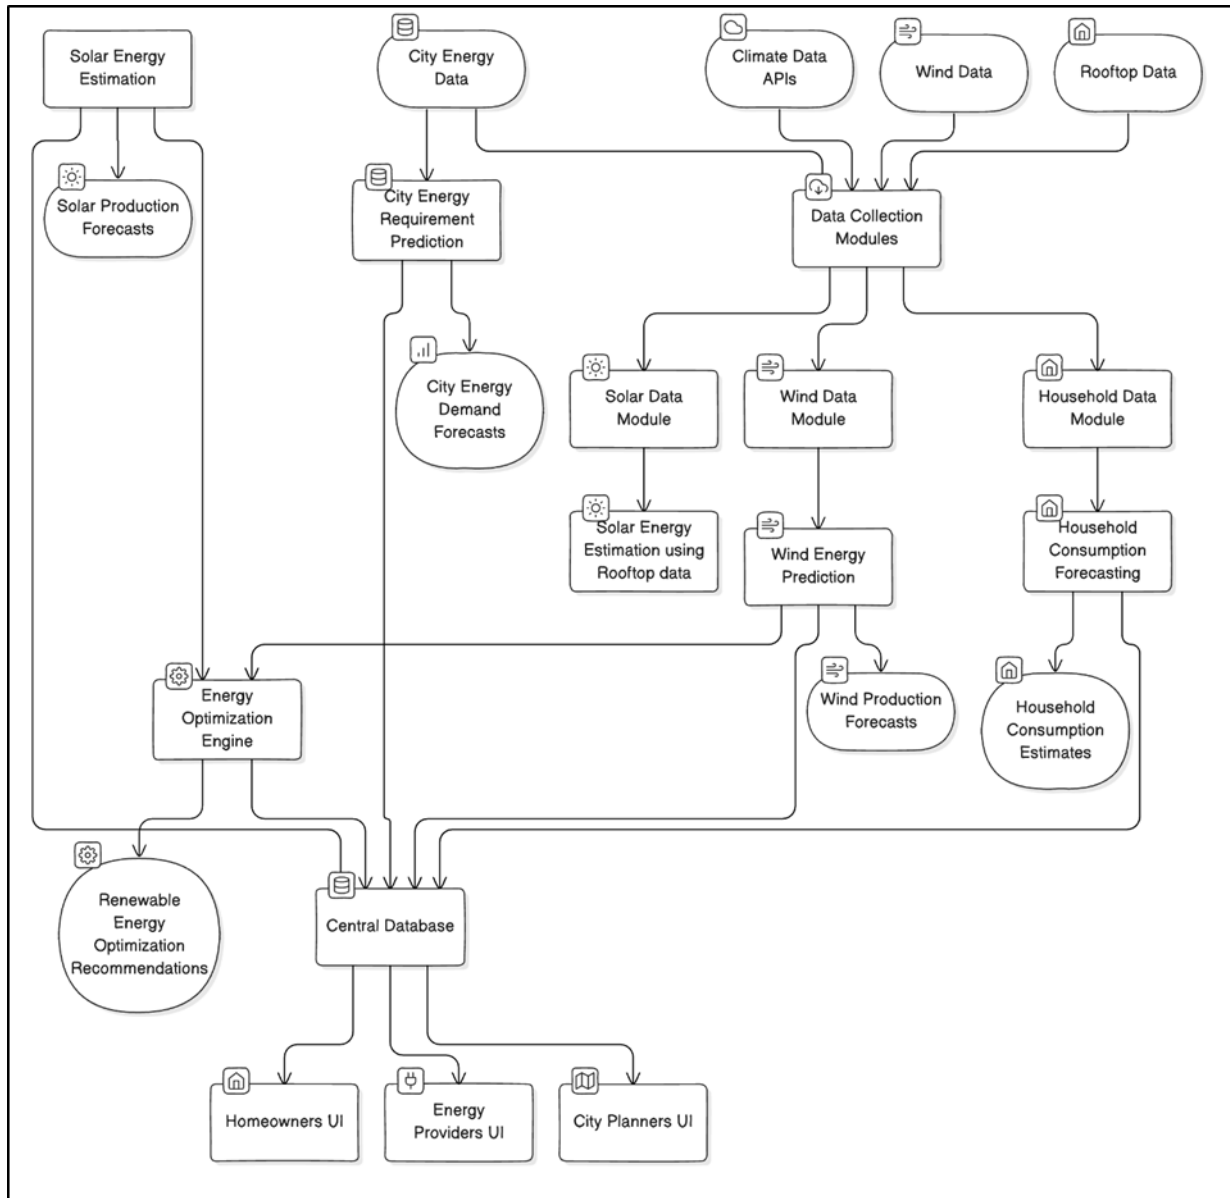 Solar Energy
Estimation
City Energy
Data
Climate Data
APIs
Wind Data
Rooftop Data
Solar Production
Forecasts
City Energy
Requirement
Prediction
Data Collection
Modules
City Energy
Demand
Forecasts
Solar Data
Module
Wind Data
Module
Household Data
Module
Solar Energy
Estimation using
Rooftop data
Wind Energy
Prediction
Household
Consumption
Forecasting
Energy
Optimization
Engine
Wind Production
Forecasts
Household
Consumption
Estimates
Renewable
Energy
Optimization
Recommendations
Central Database
Homeowners UI
Energy
Providers UI
City Planners UI